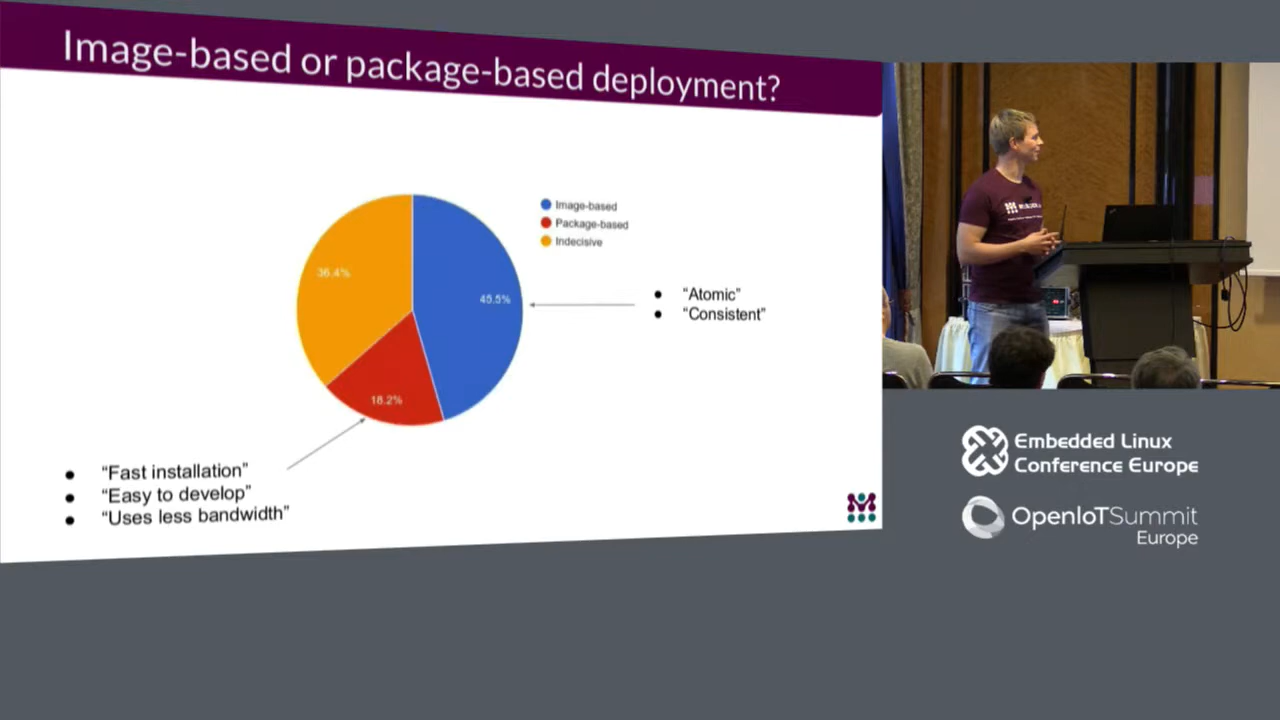 Image-based or package-based deployment?
Image-based
Package-based
Indecisive
36.4%
45.5%
18.2%
● “Atomic”
● “Consistent”
● “Fast installation”
● “Easy to develop”
● “Uses less bandwidth”
Embedded Linux
Conference Europe
OpenIoTSummit
Europe